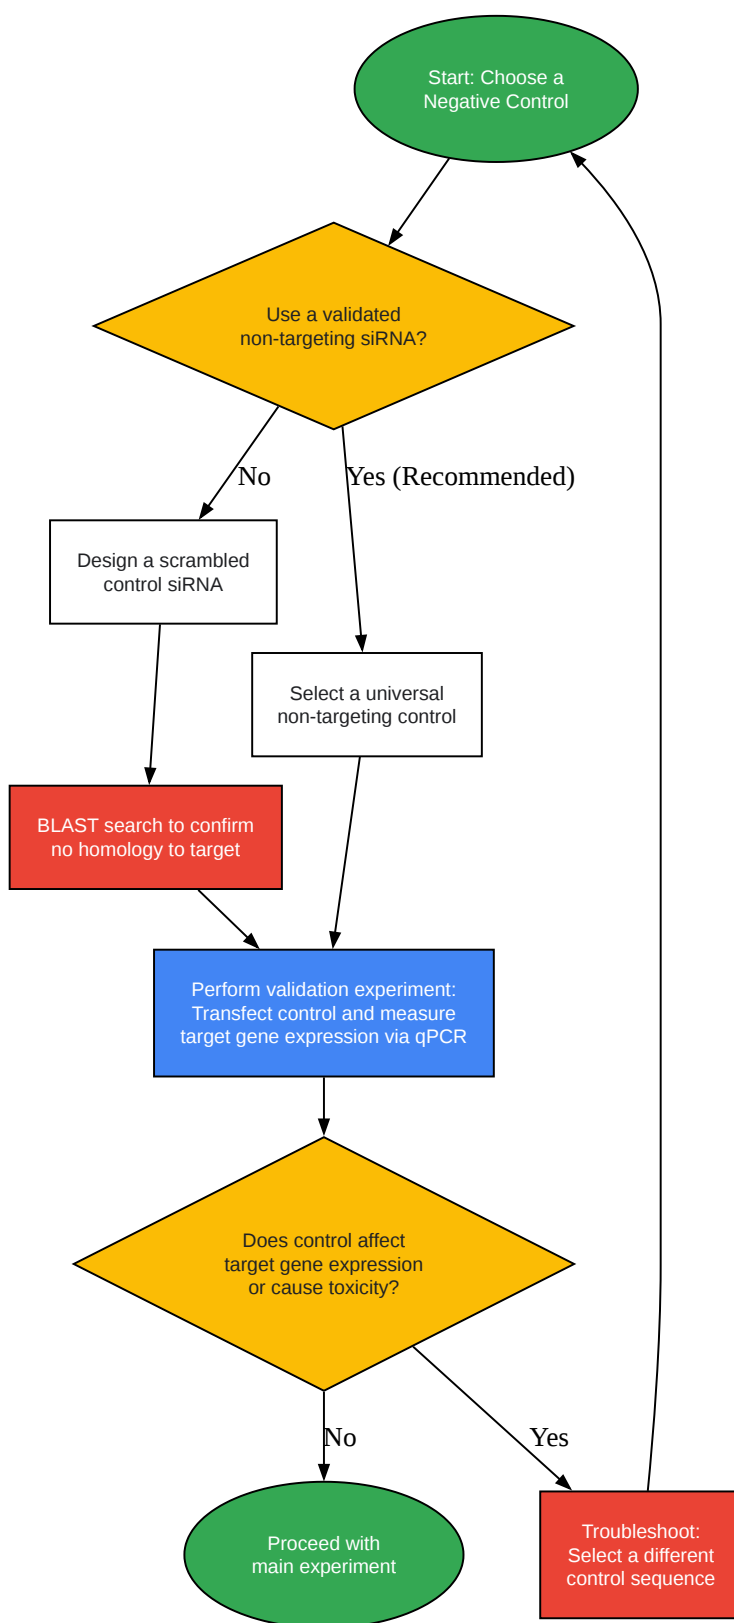 Start: Choose a
Negative Control
Use a validated
non-targeting siRNA?
No
Yes (Recommended)
Design a scrambled
control siRNA
Select a universal
non-targeting control
BLAST search to confirm
no homology to target
Perform validation experiment:
Transfect control and measure
target gene expression via qPCR
Does control affect
target gene expression
or cause toxicity?
No
Yes
Proceed with
main experiment
Troubleshoot:
Select a different
control sequence